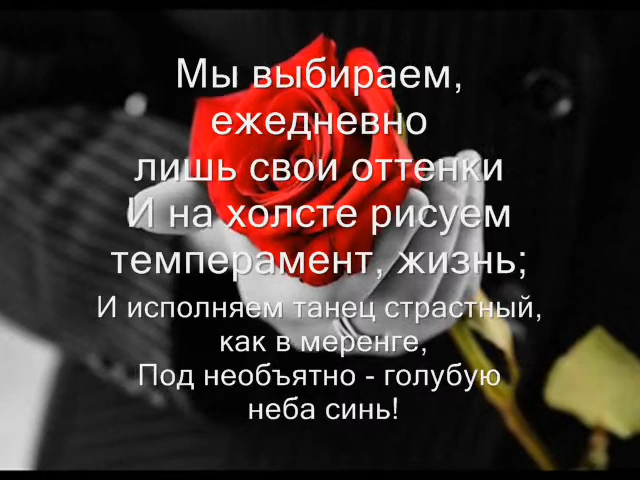 Мы выбираем,
ежедневно
лишь свои оттенки
И на холсте рисуем
темперамент, жизнь;
И исполняем танец страстный,
как в меренге,
Под необъятно - голубую
неба синь!